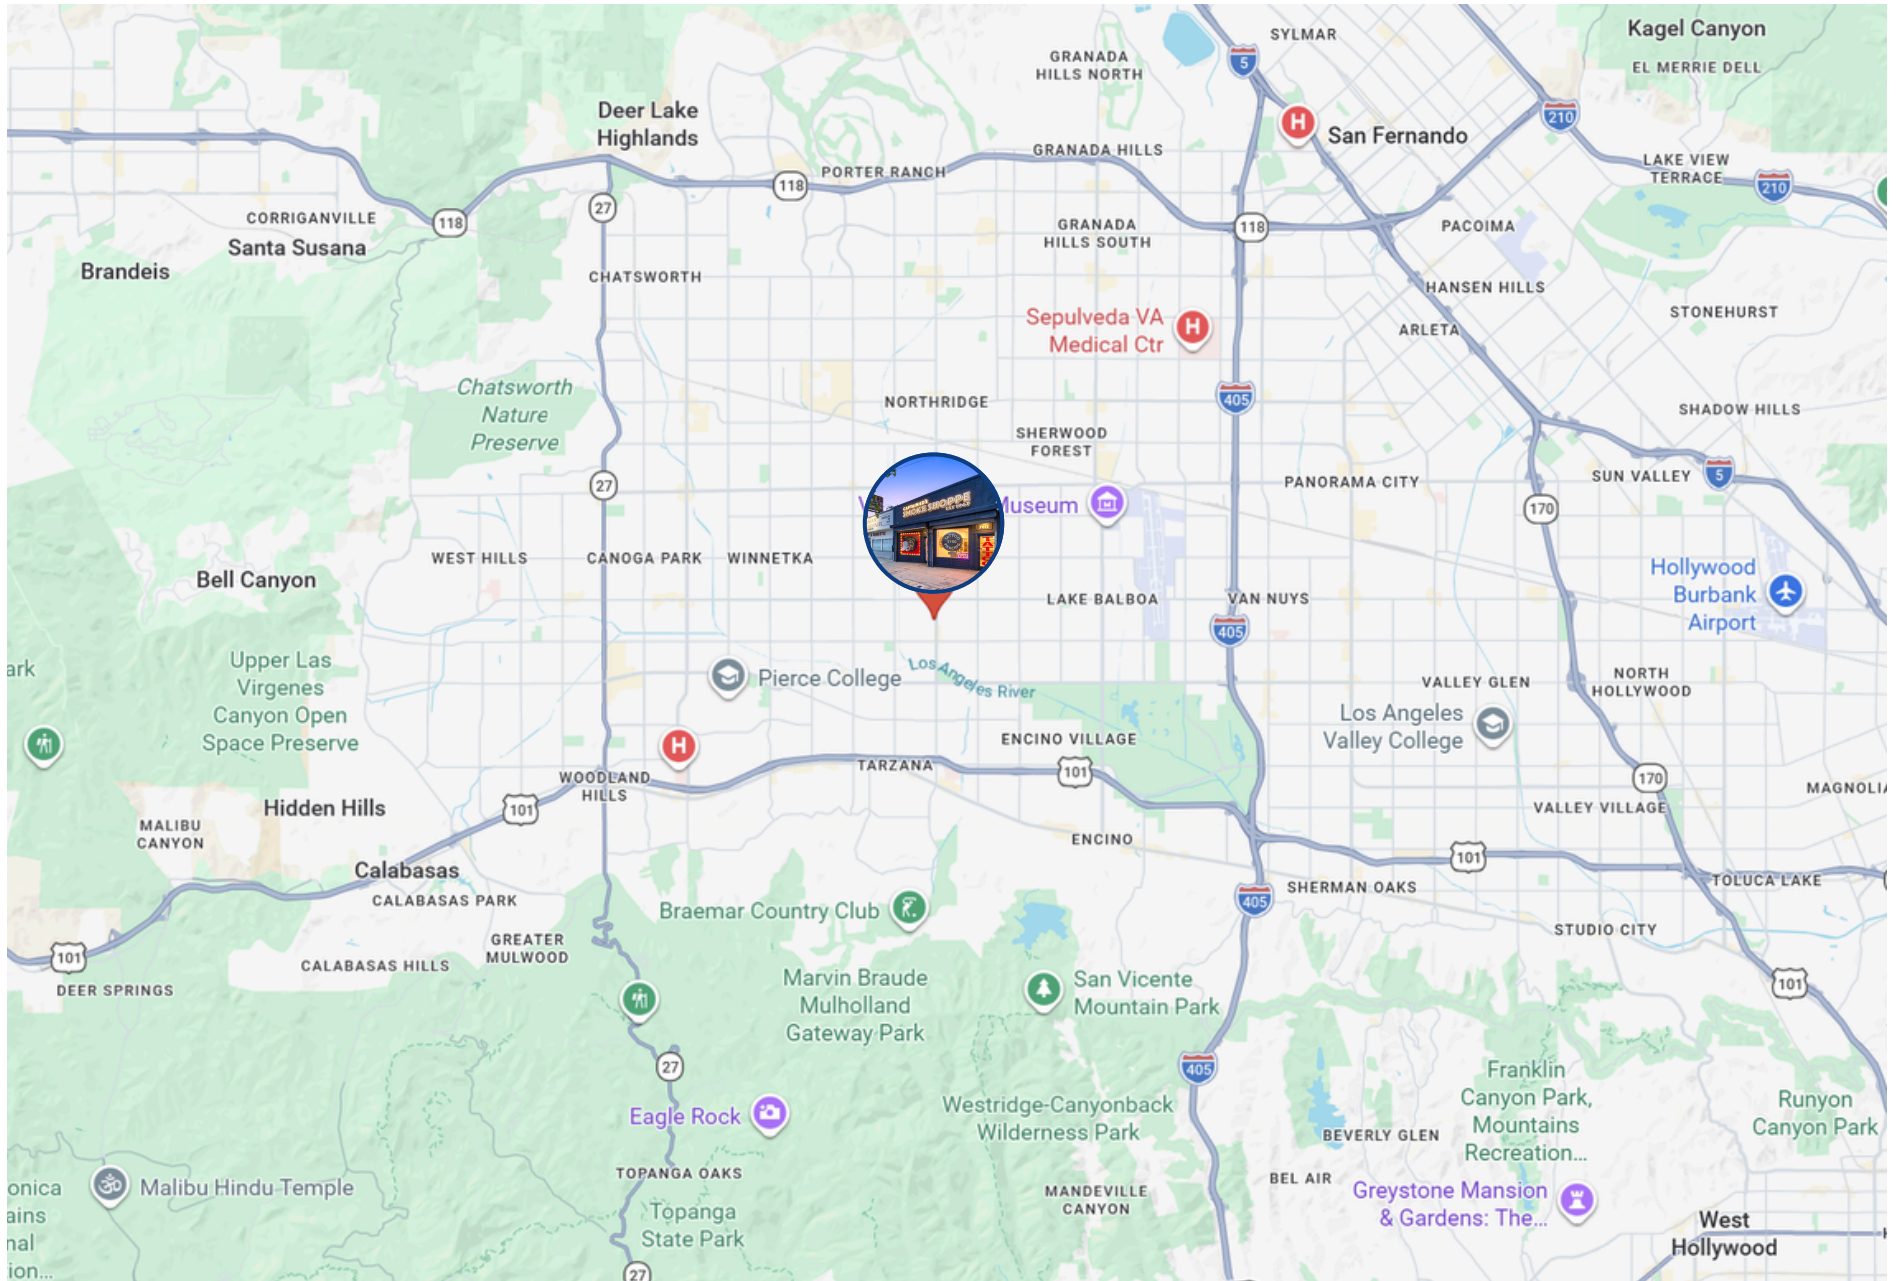 SYLMAR
Kagel Canyon
EL MERRIE DELL
GRANADA
HILLS NORTH
5
210
Deer Lake
Highlands
H
San Fernando
GRANADA HILLS
LAKE VIEW
TERRACE
210
PORTER RANCH
118
27
118
CORRIGANVILLE
Santa Susana
GRANADA
HILLS SOUTH
118
PACOIMA
Brandeis
CHATSWORTH
HANSEN HILLS
STONEHURST
Sepulveda VA
Medical Ctr
H
ARLETA
Chatsworth
Nature
Preserve
NORTHRIDGE
405
SHADOW HILLS
SHERWOOD
FOREST
27
PANORAMA CITY
SUN VALLEY
5
SMOKE SHOPPE
Museum
170
WEST HILLS
CANOGA PARK
WINNETKA
Bell Canyon
Hollywood
Burbank
Airport
LAKE BALBOA
VAN NUYS
405
Upper Las
Virgenes
Canyon Open
Space Preserve
Pierce College
Los Angeles River
VALLEY GLEN
NORTH
HOLLYWOOD
Los Angeles
Valley College
H
ENCINO VILLAGE
WOODLAND
HILLS
TARZANA
101
170
101
Hidden Hills
MALIBU
CANYON
VALLEY VILLAGE
ENCINO
Calabasas
101
CALABASAS PARK
405
SHERMAN OAKS
TOLUCA LAKE
Braemar Country Club
STUDIO CITY
GREATER
MULWOOD
101
CALABASAS HILLS
DEER SPRINGS
Marvin Braude
Mulholland
Gateway Park
San Vicente
Mountain Park
101
27
405
Franklin
Canyon Park,
Mountains
Recreation...
Westridge-Canyonback
Wilderness Park
Runyon
Canyon Park
Eagle Rock
BEVERLY GLEN
TOPANGA OAKS
BEL AIR
Malibu Hindu Temple
MANDEVILLE
CANYON
Greystone Mansion
& Gardens: The...
Topanga
State Park
West
Hollywood
27